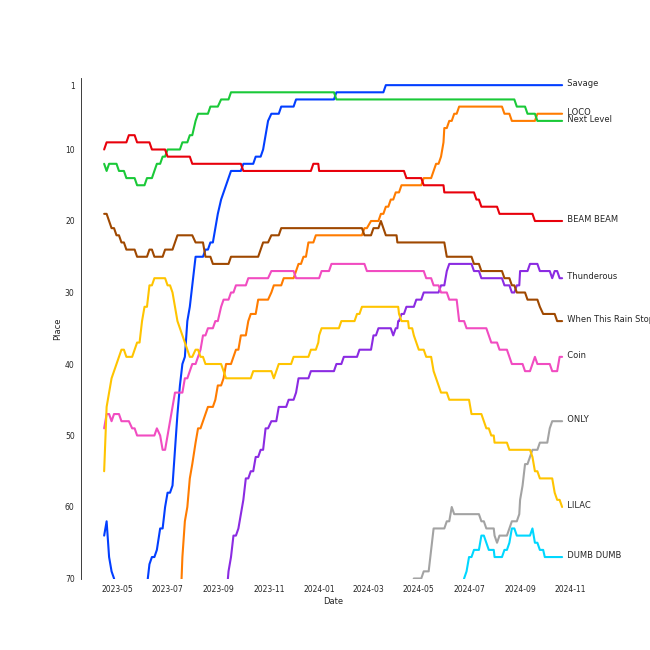 1
10
20
30
40
50
60
70
Place
2023-05
2023-07
2023-09
2023-11
2024-01
2024-03
2024-05
2024-07
2024-09
2024-11
Date
Savage
LOCO
Next Level
BEAM BEAM
Thunderous
When This Rain Stop
Coin
ONLY
LILAC
DUMB DUMB